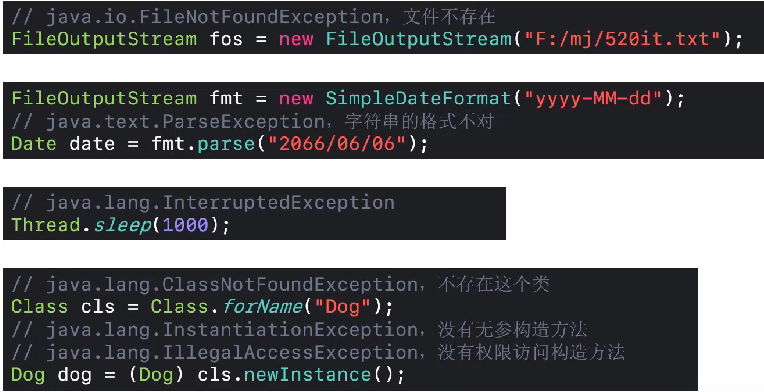 // java.io.FileNotFoundException，文件不存在
FileOutputStream fos = new FileOutputStream("F:/mj/520it.txt");
FileOutputStream fmt = new SimpleDateFormat("yyyy-MM-dd");
// java.text.ParseException，字符串的格式不对
Date date = fmt.parse("2066/06/06");
// java.lang.InterruptedException
Thread.sleep(1000);
// java.lang.ClassNotFoundException，不存在这个类
Class cls = Class.forName("Dog");
// java.lang.InstantiationException，没有无参构造方法
// java.lang.IllegalAccessException，没有权限访问构造方法
Dog dog = (Dog) cls.newInstance();